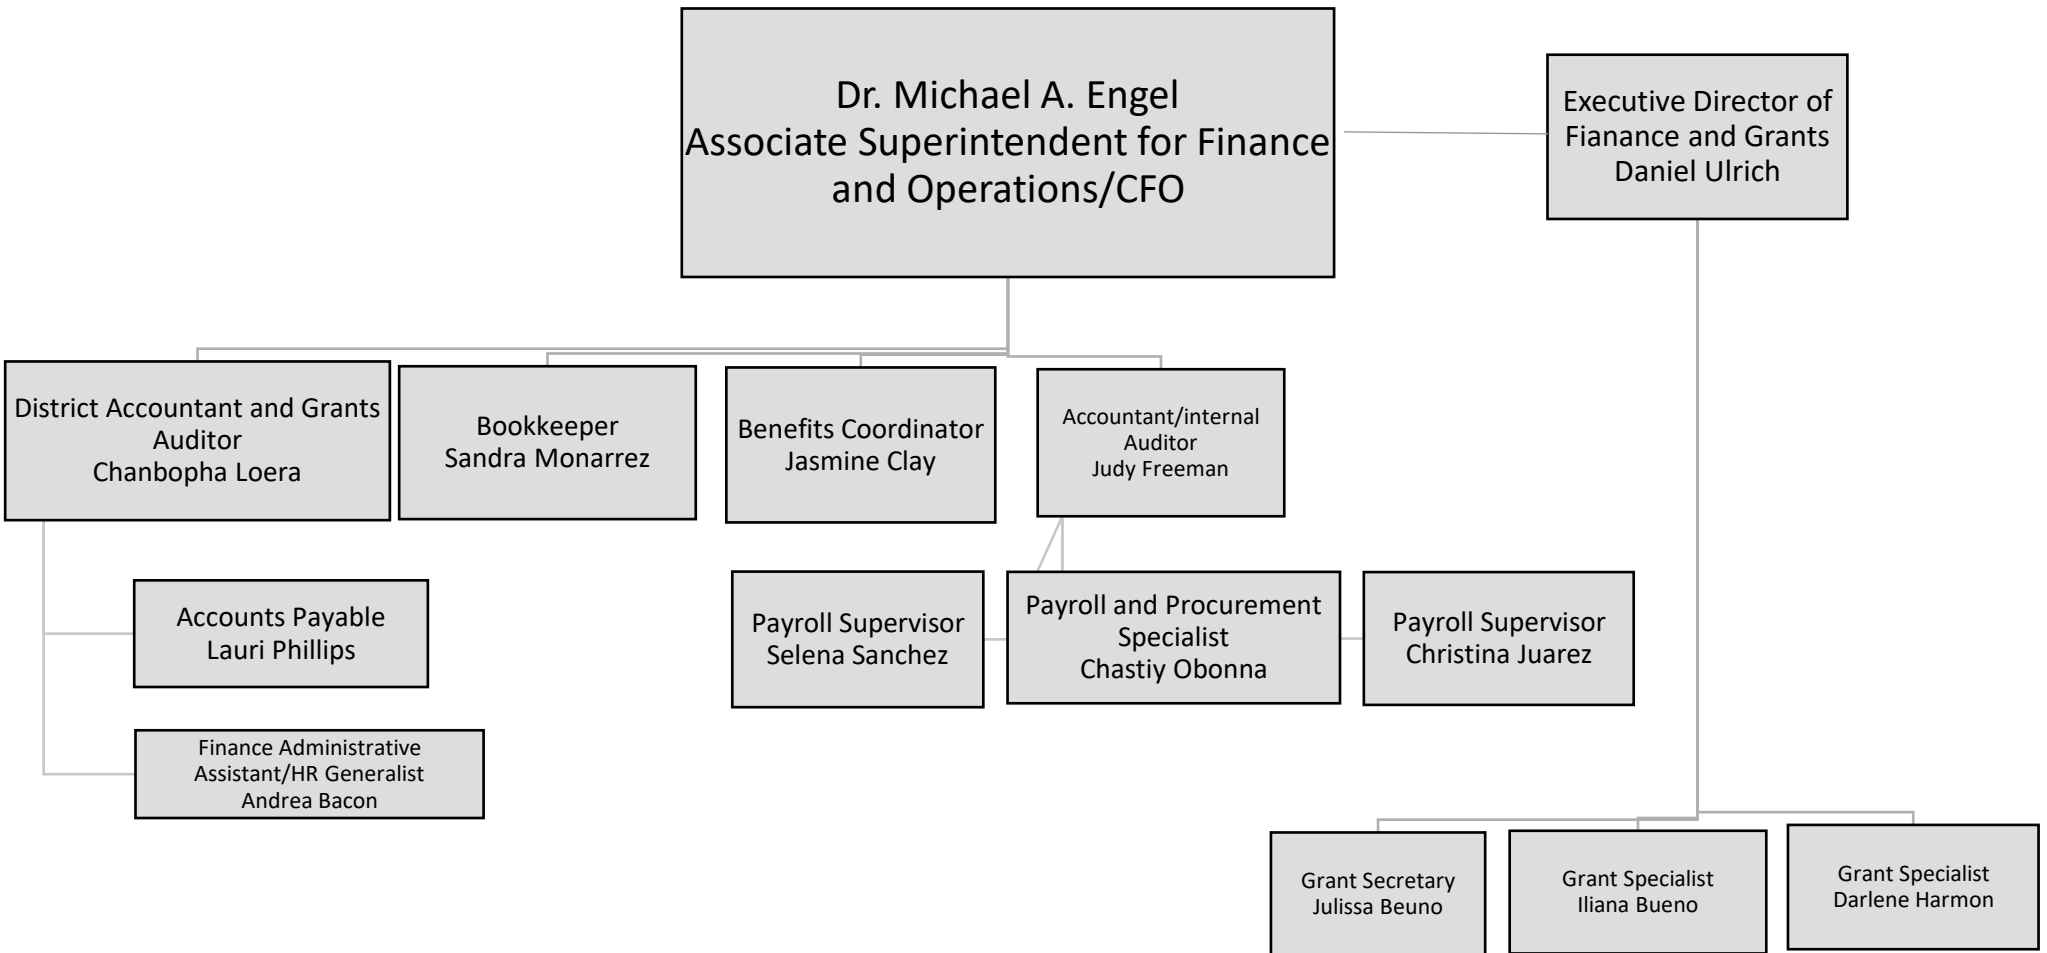 Dr. Michael A. Engel
Associate Superintendent for Finance
and Operations/CFO
Executive Director of
Fianance and Grants
Daniel Ulrich
District Accountant and Grants
Auditor
Chanbopha Loera
Bookkeeper
Sandra Monarrez
Benefits Coordinator
Jasmine Clay
Accountant/internal
Auditor
Judy Freeman
Accounts Payable
Lauri Phillips
Payroll Supervisor
Selena Sanchez
Payroll and Procurement
Specialist
Chastiy Obonna
Payroll Supervisor
Christina Juarez
Finance Administrative
Assistant/HR Generalist
Andrea Bacon
Grant Secretary
Julissa Beuno
Grant Specialist
Iliana Bueno
Grant Specialist
Darlene Harmon